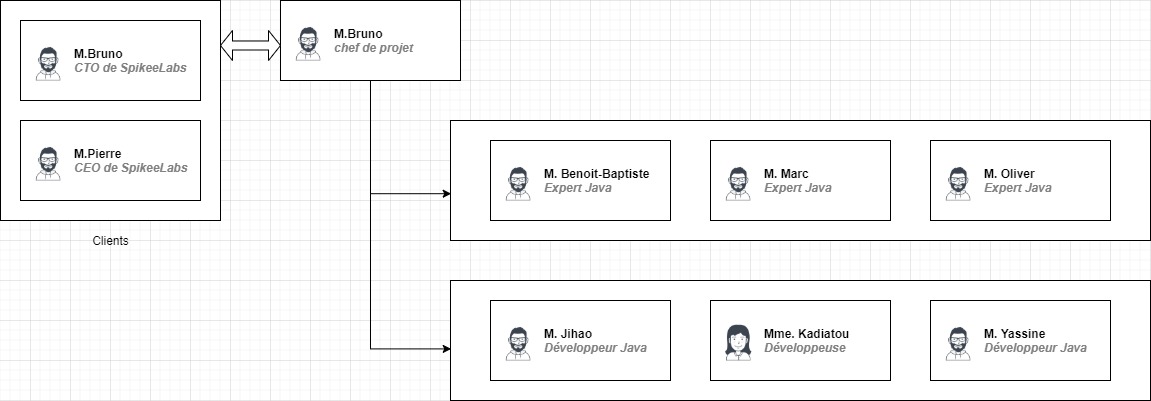 M.Bruno
CTO de SpikeeLabs
M.Pierre
CEO de SpikeeLabs
Clients
M.Bruno
chef de projet
M. Benoit-Baptiste
Expert Java
M. Marc
Expert Java
M. Oliver
Expert Java
M. Jihao
Développeur Java
Mme. Kadiatou
Développeuse
M. Yassine
Développeur Java